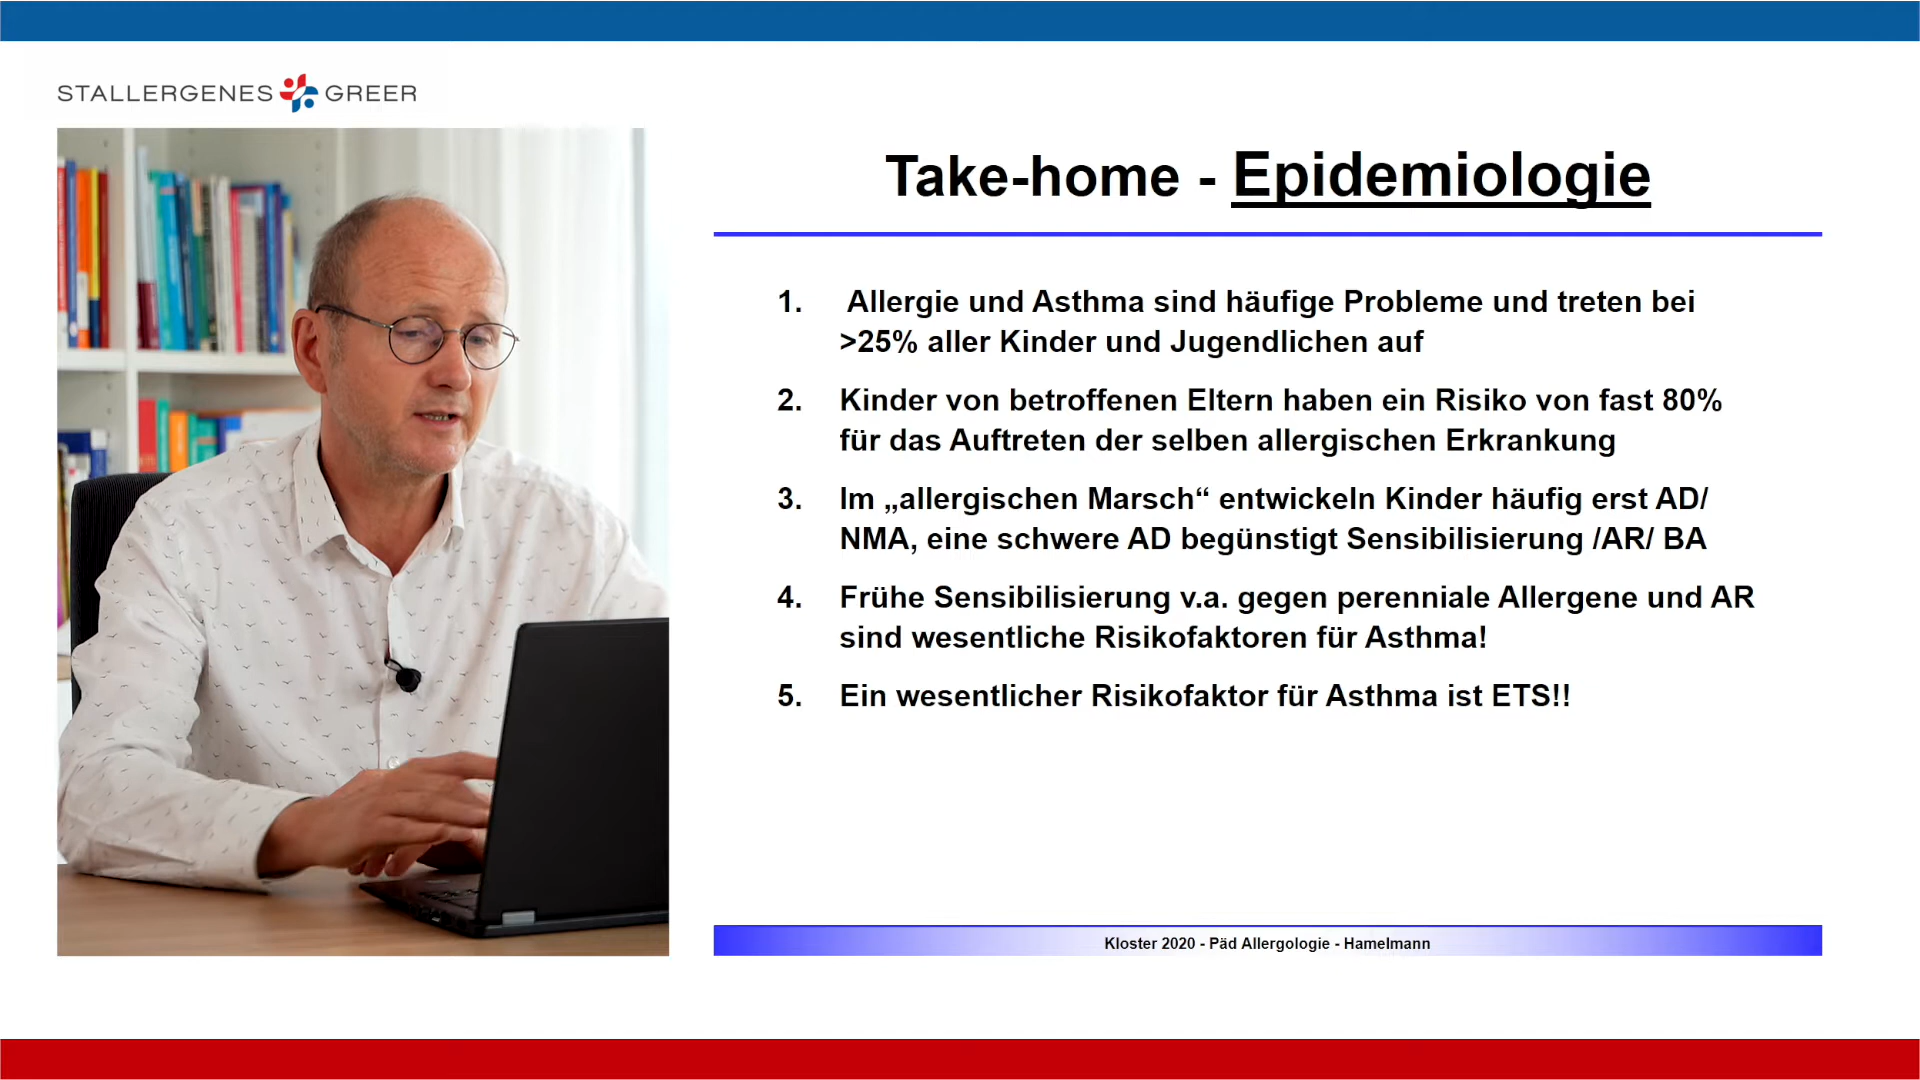 STALLERGENES GREER
Take-home - Epidemiologie
1. Allergie und Asthma sind häufige Probleme und treten bei
>25% aller Kinder und Jugendlichen auf
2. Kinder von betroffenen Eltern haben ein Risiko von fast 80%
für das Auftreten der selben allergischen Erkrankung
3. Im „allergischen Marsch“ entwickeln Kinder häufig erst AD/
NMA, eine schwere AD begünstigt Sensibilisierung /AR/ BA
4. Frühe Sensibilisierung v.a. gegen perenniale Allergene und AR
sind wesentliche Risikofaktoren für Asthma!
5. Ein wesentlicher Risikofaktor für Asthma ist ETS!!
Kloster 2020 - Päd Allergologie - Hamelmann